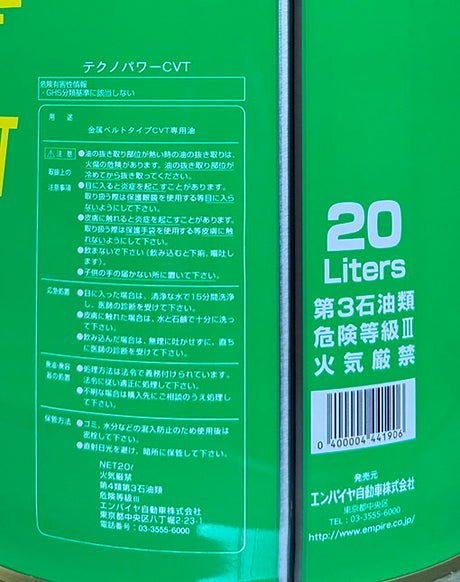 テクノパワーCVT
危険有害性情報
・GHS分類基準に該当しない
用　途
金属ベルトタイプCVT専用油
⚠注意
取扱上の
注意事項
●油の抜き取り部位が熱い時の油の抜き取りは、
火傷の危険があります。油の抜き取り部位が
冷めてから抜き取ってください。
●目に入ると炎症を起こすことがあります。
取り扱う際は保護眼鏡を使用する等目に入ら
ないようにして下さい。
●皮膚に触れると炎症を起こすことがあります。
取り扱う際は保護手袋を使用する等皮膚に触
れないようにして下さい。
●飲まないで下さい(飲み込むと下痢、嘔吐し
ます)。
●子供の手の届かない所に置いて下さい。
応急処置
●目に入った場合は、清浄な水で15分間洗浄
し、医師の診断を受けて下さい。
●皮膚に触れた場合は、水と石鹸で十分に洗っ
て下さい。
●飲み込んだ場合は、無理に吐かせずに、直ち
に医師の診断を受けて下さい。
廃油・廃容
器の処置
●処理方法は法令で義務付けられています。
法令に従い適正に処理して下さい。
●不明な場合は購入先にご相談のうえ処理し
て下さい。
保管方法
●ゴミ、水分などの混入防止のため使用後は
密栓して下さい。
●直射日光を避け、暗所に保管して下さい。
NET20ℓ
火気厳禁
第4類第3石油類
危険等級Ⅲ
エンパイヤ自動車株式会社
東京都中央区八丁堀2-23-1
電話番号：03-3555-6000
20
Liters
第3石油類
危険等級Ⅲ
火気厳禁
0 400004 441906
発売元
エンパイヤ自動車株式会社
東京都中央区
TEL：03-3555-6000
http://www.empire.co.jp/